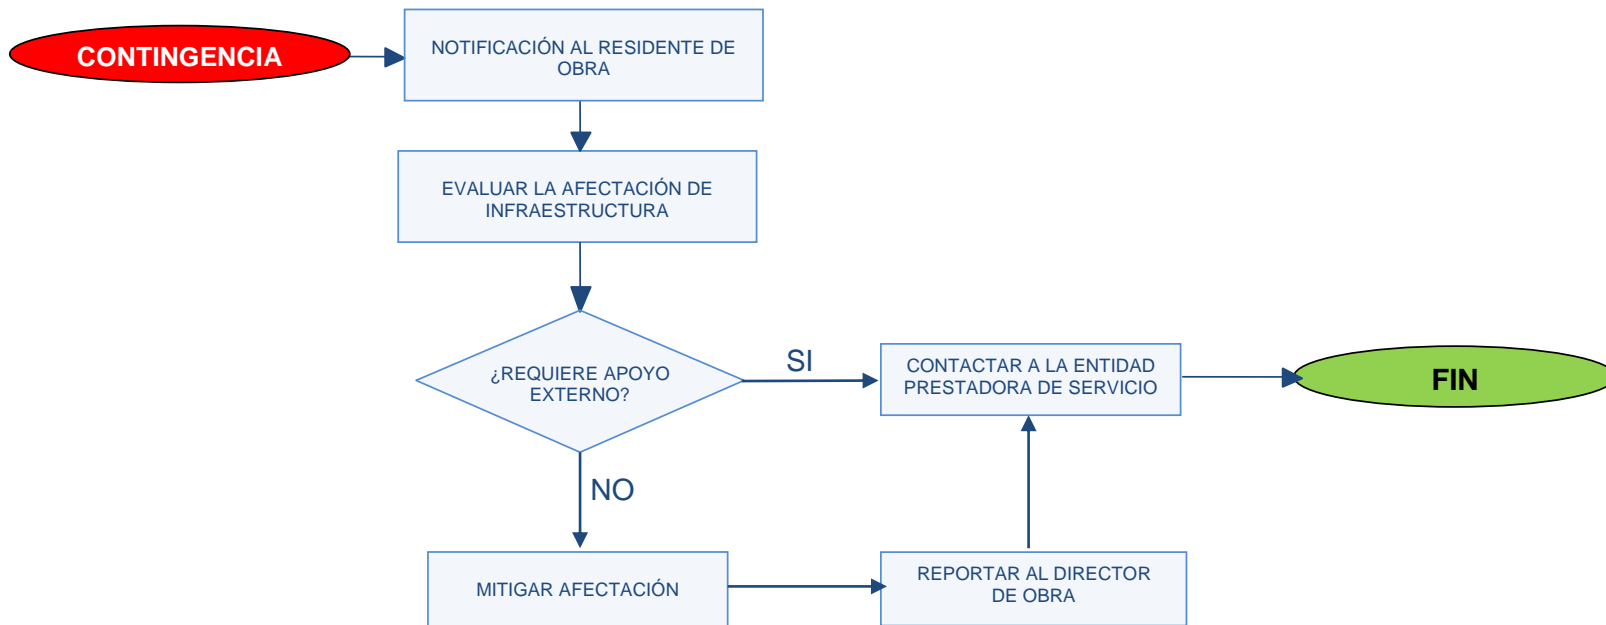 CONTINGENCIA
NOTIFICACIÓN AL RESIDENTE DE
OBRA
EVALUAR LA AFECTACIÓN DE
INFRAESTRUCTURA
¿REQUIERE APOYO
EXTERNO?
SI
CONTACTAR A LA ENTIDAD
PRESTADORA DE SERVICIO
FIN
NO
MITIGAR AFECTACIÓN
REPORTAR AL DIRECTOR
DE OBRA